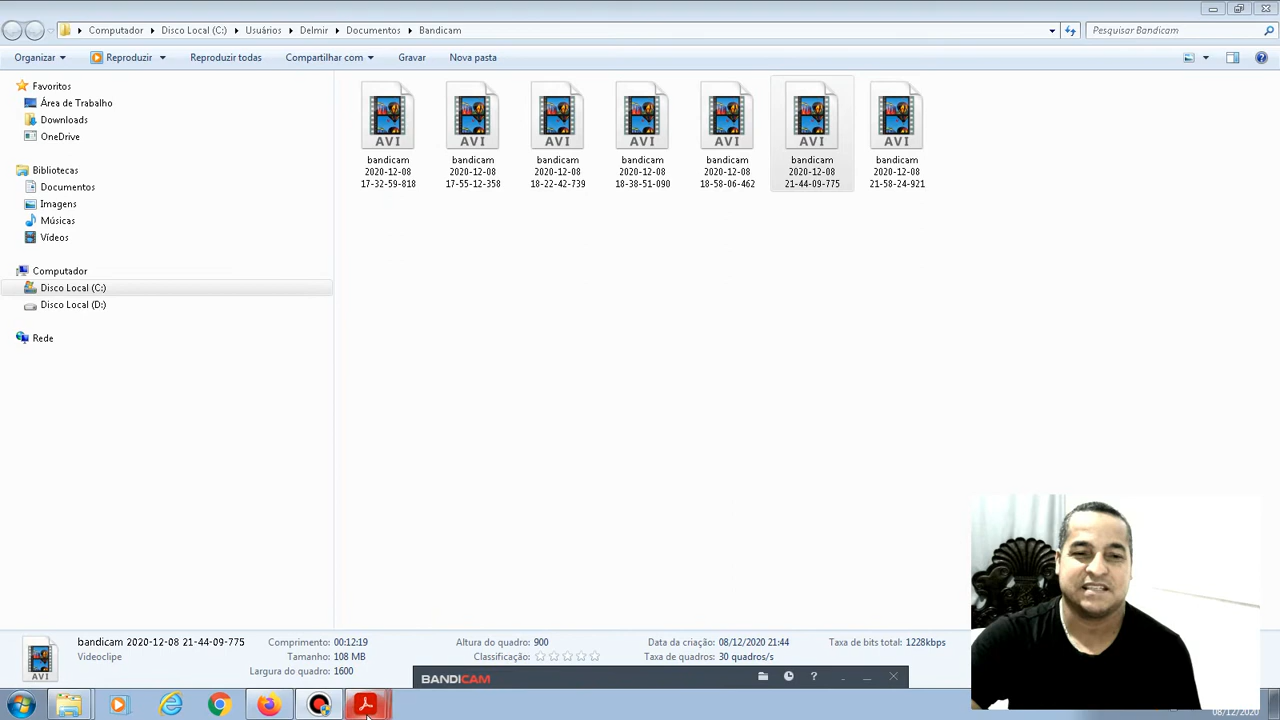 Computador Disco Local (C:) Usuários Delmir Documentos Bandicam Pesquisar Bandicam
Organizar Reproduzir Reproduzir todas Compartilhar com Gravar Nova pasta
Favoritos
Área de Trabalho
Downloads
OneDrive
Bibliotecas
Documentos
Imagens
Músicas
Vídeos
Computador
Disco Local (C:)
Disco Local (D:)
Rede
AVI AVI AVI AVI AVI AVI AVI
bandicam bandicam bandicam bandicam bandicam bandicam bandicam
2020-12-08 2020-12-08 2020-12-08 2020-12-08 2020-12-08 2020-12-08 2020-12-08
17-32-59-818 17-55-12-358 18-22-42-739 18-38-51-090 18-58-06-462 21-44-09-775 21-58-24-921
bandicam 2020-12-08 21-44-09-775 Comprimento: 00:12:19 Altura do quadro: 900 Data da criação: 08/12/2020 21:44 Taxa de bits total: 1228kbps
Videoclipe Tamanho: 108 MB Classificação: Taxa de quadros: 30 quadros/s
Largura do quadro: 1600
AVI
BANDICAM
08/12/2020